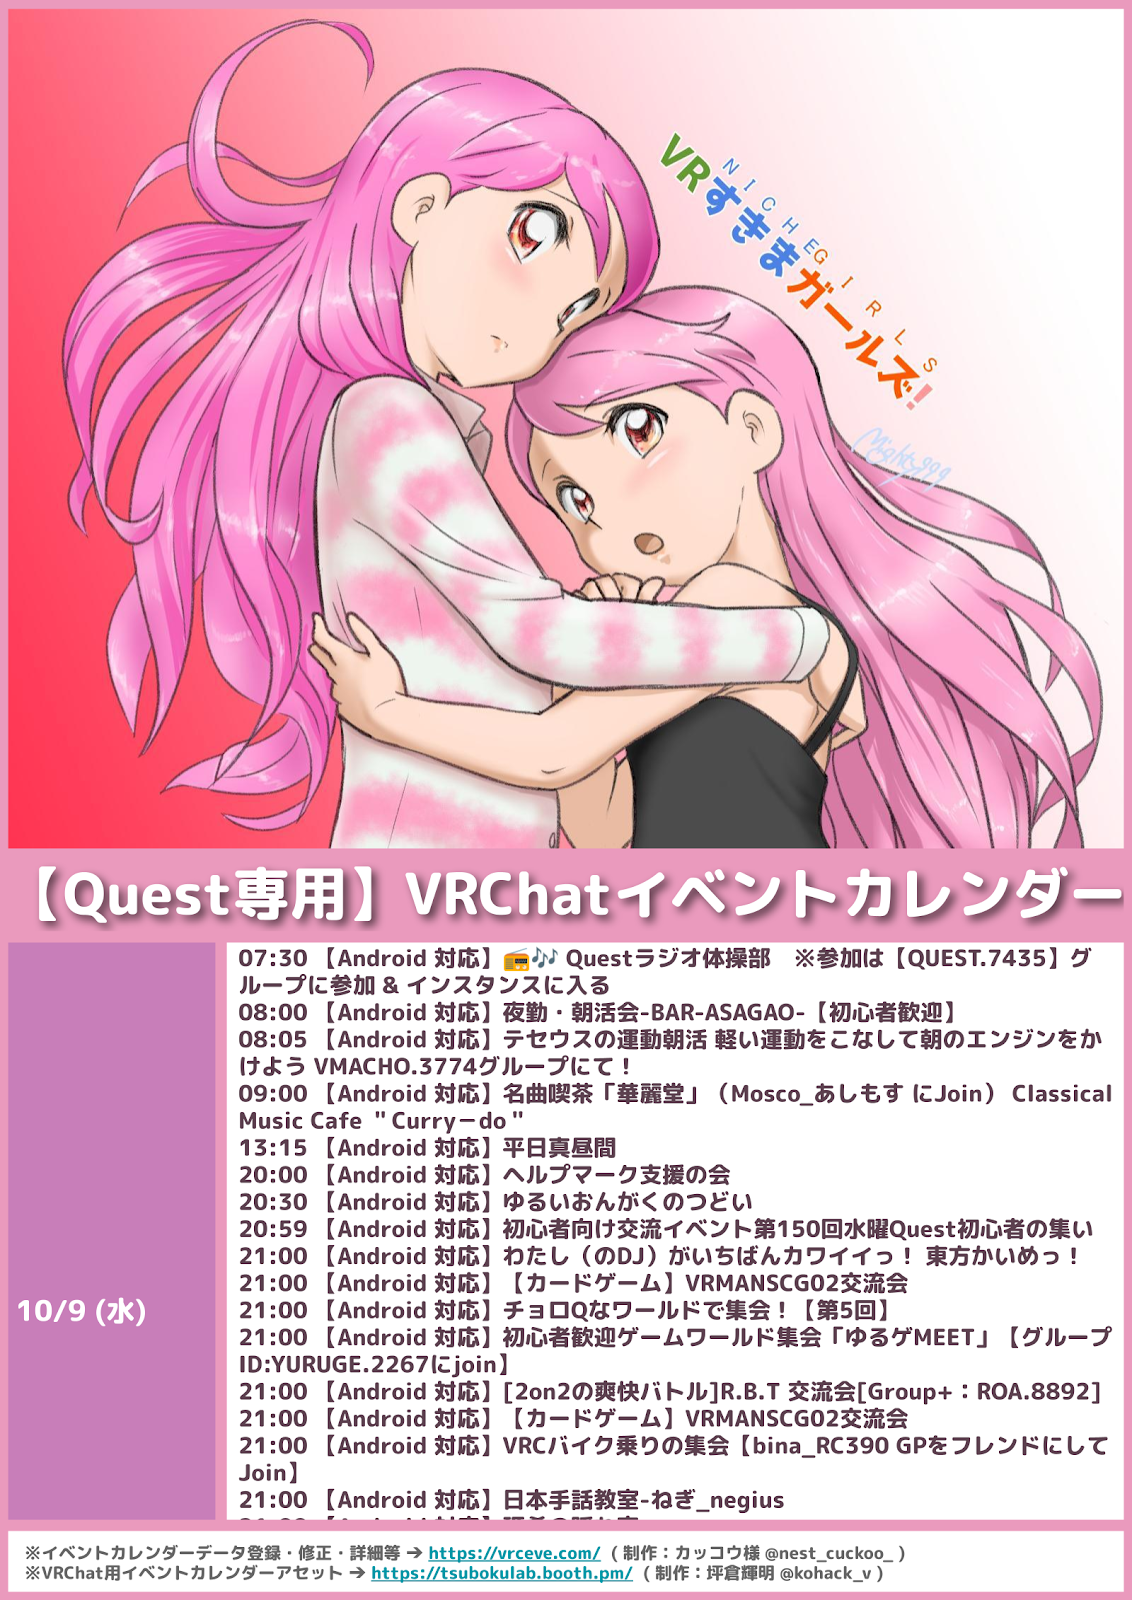 NICHE GIRLS
VRすきまガールズ!
Mighty999
【Quest専用】VRChatイベントカレンダー
10/9 (水)
07:30 【Android 対応】📻🎶 Questラジオ体操部　※参加は【QUEST.7435】グ
ループに参加 & インスタンスに入る
08:00 【Android 対応】夜勤・朝活会-BAR-ASAGAO-【初心者歓迎】
08:05 【Android 対応】テセウスの運動朝活 軽い運動をこなして朝のエンジンをか
けよう VMACHO.3774グループにて！
09:00 【Android 対応】名曲喫茶「華麗堂」（Mosco_あしもす にJoin） Classical
Music Cafe ＂Curry－do＂
13:15 【Android 対応】平日真昼間
20:00 【Android 対応】ヘルプマーク支援の会
20:30 【Android 対応】ゆるいおんがくのつどい
20:59 【Android 対応】初心者向け交流イベント第150回水曜Quest初心者の集い
21:00 【Android 対応】わたし（のDJ）がいちばんカワイイっ！ 東方かいめっ！
21:00 【Android 対応】【カードゲーム】VRMANSCG02交流会
21:00 【Android 対応】チョロQなワールドで集会！【第5回】
21:00 【Android 対応】初心者歓迎ゲームワールド集会「ゆるゲMEET」【グループ
ID:YURUGE.2267にjoin】
21:00 【Android 対応】[2on2の爽快バトル]R.B.T 交流会[Group+：ROA.8892]
21:00 【Android 対応】【カードゲーム】VRMANSCG02交流会
21:00 【Android 対応】VRCバイク乗りの集会【bina_RC390 GPをフレンドにして
Join】
21:00 【Android 対応】日本手話教室-ねぎ_negius
※イベントカレンダーデータ登録・修正・詳細等 → https://vrceve.com/ ( 制作：カッコウ様 @nest_cuckoo_ )
※VRChat用イベントカレンダーアセット → https://tsubokulab.booth.pm/ ( 制作：坪倉輝明 @kohack_v )